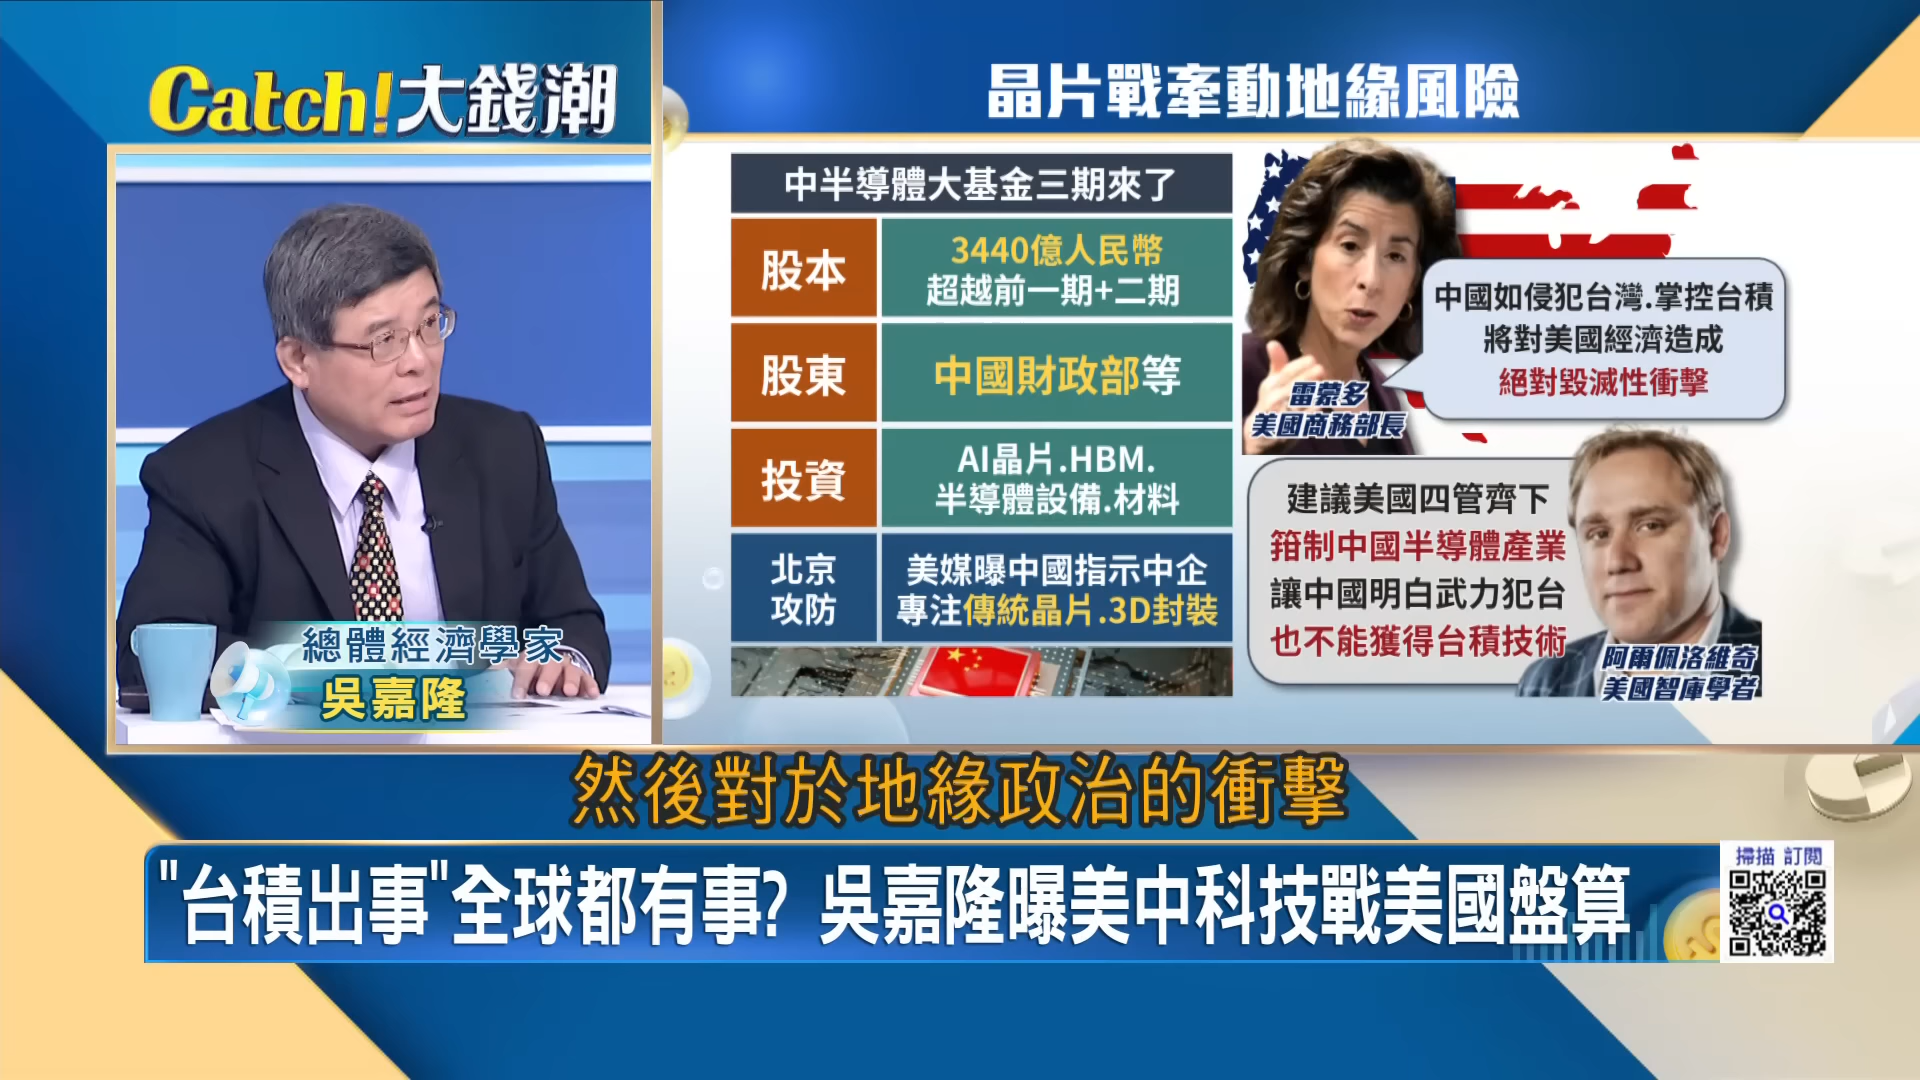 Catch!大錢潮
晶片戰牽動地緣風險
中半導體大基金三期來了
股本
3440億人民幣
超越前一期+二期
股東
中國財政部等
投資
AI晶片.HBM.
半導體設備.材料
北京
攻防
美媒曝中國指示中企
專注傳統晶片.3D封裝
中國如侵犯台灣.掌控台積
將對美國經濟造成
絕對毀滅性衝擊
雷蒙多
美國商務部長
建議美國四管齊下
箝制中國半導體產業
讓中國明白武力犯台
也不能獲得台積技術
阿爾佩洛維奇
美國智庫學者
總體經濟學家
吳嘉隆
然後對於地緣政治的衝擊
"台積出事"全球都有事? 吳嘉隆曝美中科技戰美國盤算
掃描 訂閱